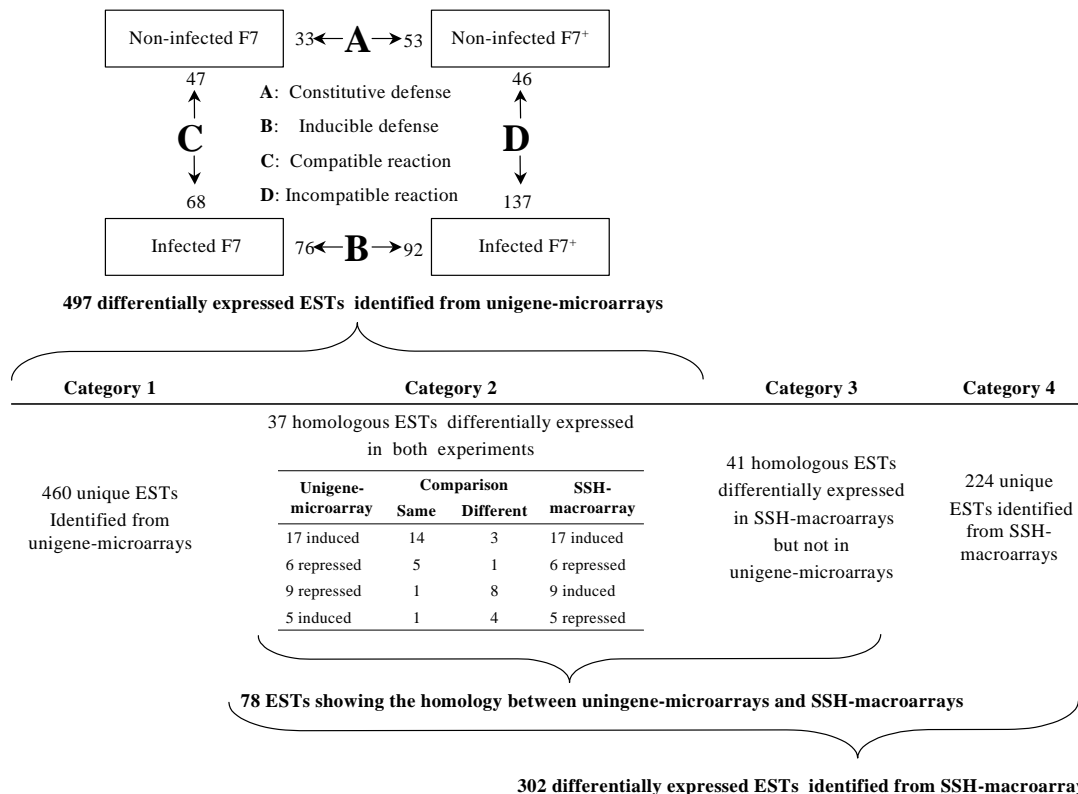 Non-infected F7 33 A 53 Non-infected F7⁺
47 46
A: Constitutive defense
B: Inducible defense
C D
C: Compatible reaction
D: Incompatible reaction
68 137
Infected F7 76 B 92 Infected F7⁺
497 differentially expressed ESTs identified from unigene-microarrays
Category 1 Category 2 Category 3 Category 4
37 homologous ESTs differentially expressed
in both experiments
460 unique ESTs
Identified from
unigene-microarrays
Unigene- Comparison SSH-
microarray Same Different macroarray
17 induced 14 3 17 induced
6 repressed 5 1 6 repressed
9 repressed 1 8 9 induced
5 induced 1 4 5 repressed
41 homologous ESTs
differentially expressed
in SSH-macroarrays
but not in
unigene-microarrays
224 unique
ESTs identified
from SSH-
macroarrays
78 ESTs showing the homology between uningene-microarrays and SSH-macroarrays
302 differentially expressed ESTs identified from SSH-macroarray